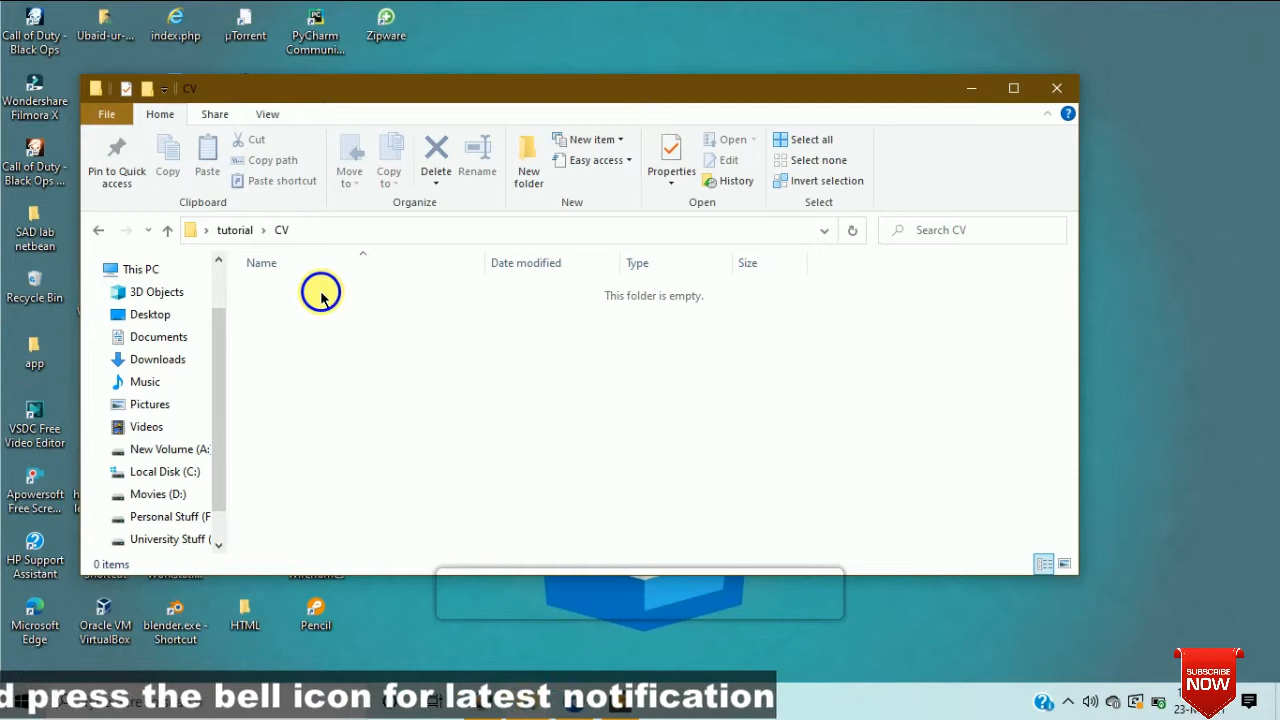 Call of Duty -
Black Ops
Ubaid-ur-...
index.php
µTorrent
PyCharm
Communi...
Zipware
Wondershare
Filmora X
Call of Duty -
Black Ops ...
SAD lab
netbean
Recycle Bin
app
VSDC Free
Video Editor
Apowersoft
Free Scre...
HP Support
Assistant
Microsoft
Edge
Oracle VM
VirtualBox
blender.exe -
Shortcut
HTML
Pencil
CV
File
Home
Share
View
Pin to Quick
access
Copy
Paste
Cut
Copy path
Paste shortcut
Clipboard
Move
to
Copy
to
Delete
Rename
Organize
New
folder
New item
Easy access
New
Properties
Open
Edit
History
Open
Select all
Select none
Invert selection
Select
tutorial
CV
Search CV
This PC
3D Objects
Desktop
Documents
Downloads
Music
Pictures
Videos
New Volume (A:
Local Disk (C:)
Movies (D:)
Personal Stuff (F
University Stuff (
Name
Date modified
Type
Size
This folder is empty.
0 items
d press the bell icon for latest notification
SUBSCRIBE
NOW